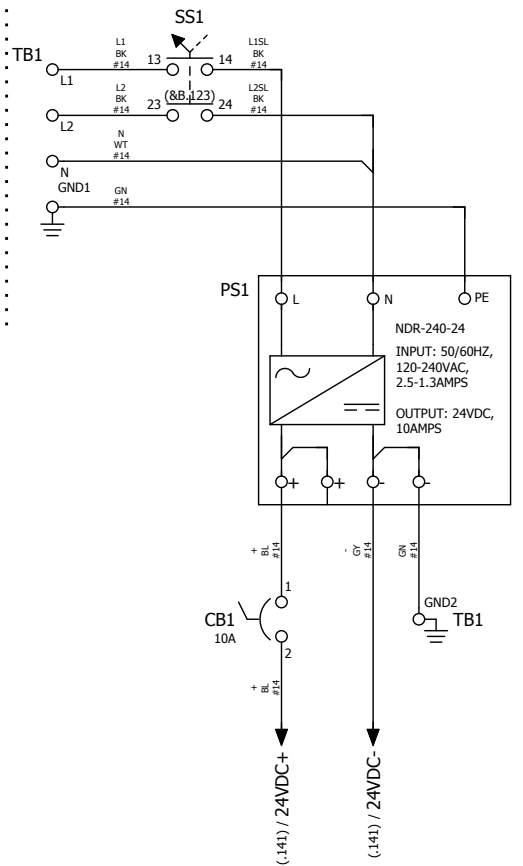 SS1
TB1
L1
BK
#14
13
14
L1SL
BK
#14
L1
L2
BK
#14
23
(&B.123)
24
L2SL
BK
#14
L2
N
WT
#14
N
GND1
GN
#14
PS1
L
N
PE
NDR-240-24
INPUT: 50/60HZ,
120-240VAC,
2.5-1.3AMPS
OUTPUT: 24VDC,
10AMPS
+
+
-
-
+
BL
#14
-
GY
#14
GN
#14
1
CB1
10A
2
GND2
TB1
+
BL
#14
(.141) / 24VDC+
(.141) / 24VDC-